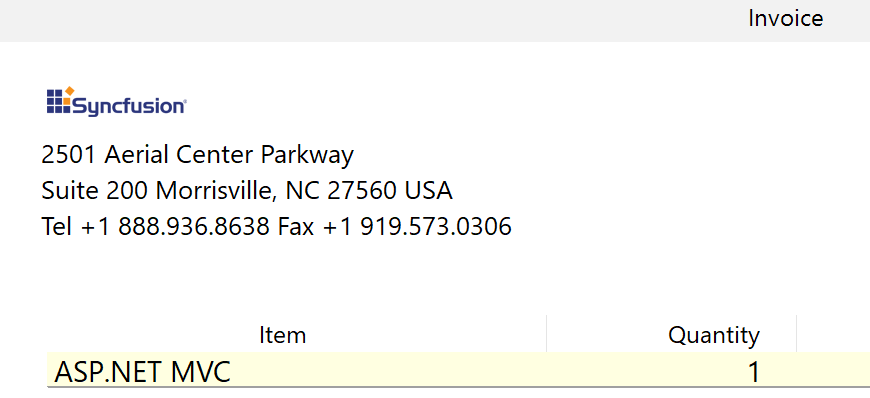 Invoice
Syncfusion
2501 Aerial Center Parkway
Suite 200 Morrisville, NC 27560 USA
Tel +1 888.936.8638 Fax +1 919.573.0306
Item Quantity
ASP.NET MVC 1